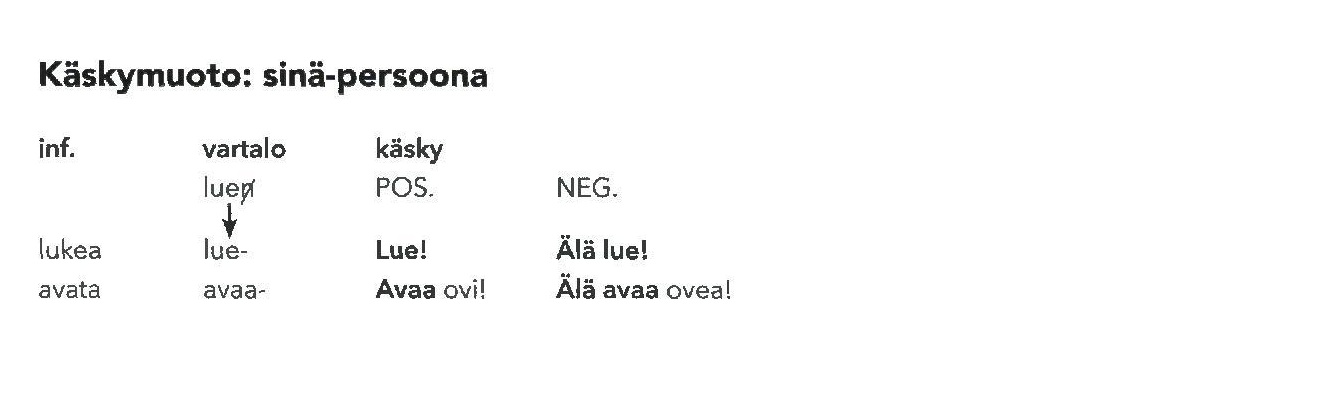 Käskymuoto: sinä-persoona
inf. vartalo käsky
luen POS. NEG.
lukea lue- Lue! Älä lue!
avata avaa- Avaa ovi! Älä avaa ovea!